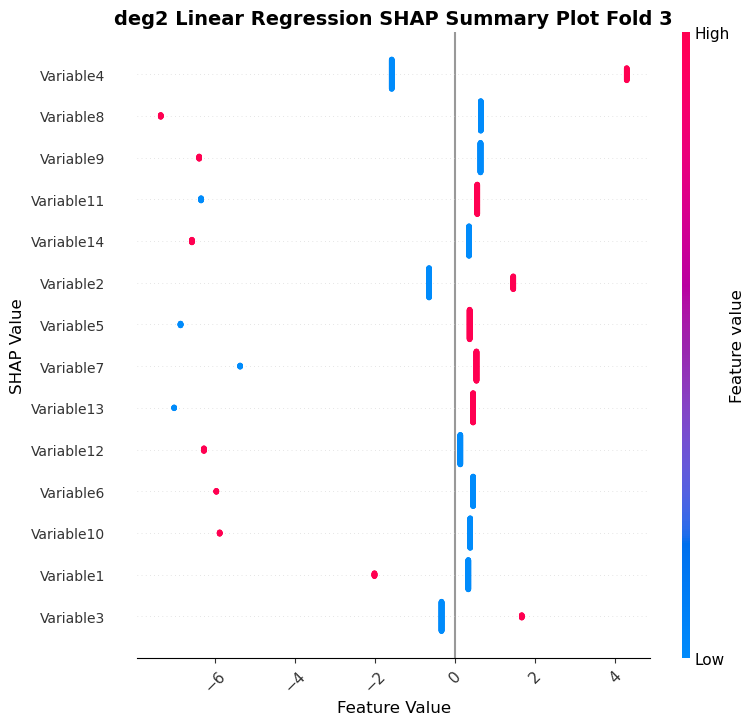 deg2 Linear Regression SHAP Summary Plot Fold 3
High
Variable4
Variable8
Variable9
Variable11
Variable14
Variable2
Variable5
Variable7
Variable13
Variable12
Variable6
Variable10
Variable1
Variable3
SHAP Value
Feature value
Low
−6 −4 −2 0 2 4
Feature Value